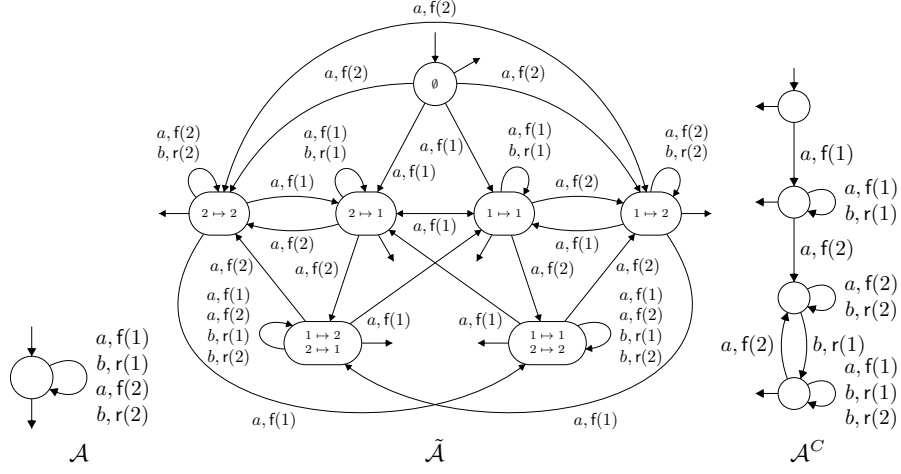 a, f(2)
a, f(2)
a, f(2)
∅
a, f(2)
b, r(2)
a, f(1)
b, r(1)
a, f(1)
b, r(1)
a, f(2)
b, r(2)
a, f(1)
a, f(1)
a, f(1)
a, f(2)
2 ↦ 2
2 ↦ 1
1 ↦ 1
1 ↦ 2
a, f(1)
a, f(2)
a, f(1)
a, f(2)
a, f(2)
a, f(2)
a, f(2)
a, f(1)
a, f(2)
b, r(1)
b, r(2)
1 ↦ 2
2 ↦ 1
a, f(1)
a, f(1)
1 ↦ 1
2 ↦ 2
a, f(1)
a, f(2)
b, r(1)
b, r(2)
a, f(1)
a, f(1)
a, f(1)
b, r(1)
a, f(2)
b, r(2)
a, f(1)
a, f(1)
b, r(1)
a, f(2)
a, f(2)
b, r(2)
a, f(2)
b, r(1)
a, f(1)
b, r(1)
b, r(2)
𝒜
𝒜̃
𝒜^C